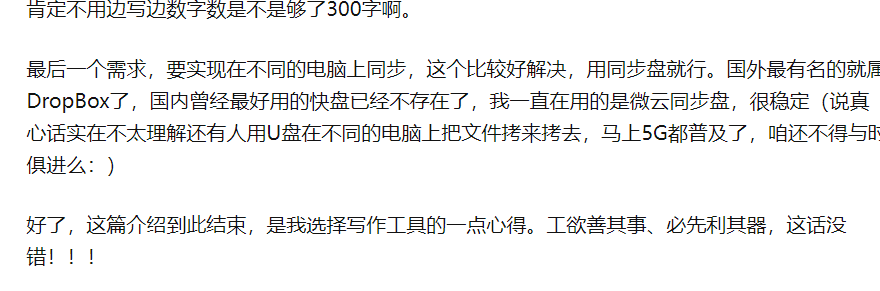 肯定不用边写边数字数是不是够了300字啊。
最后一个需求，要实现在不同的电脑上同步，这个比较好解决，用同步盘就行。国外最有名的就属
DropBox了，国内曾经最好用的快盘已经不存在了，我一直在用的是微云同步盘，很稳定（说真
心话实在不太理解还有人用U盘在不同的电脑上把文件拷来拷去，马上5G都普及了，咱还不得与时
俱进么：）
好了，这篇介绍到此结束，是我选择写作工具的一点心得。工欲善其事、必先利其器，这话没
错！！！